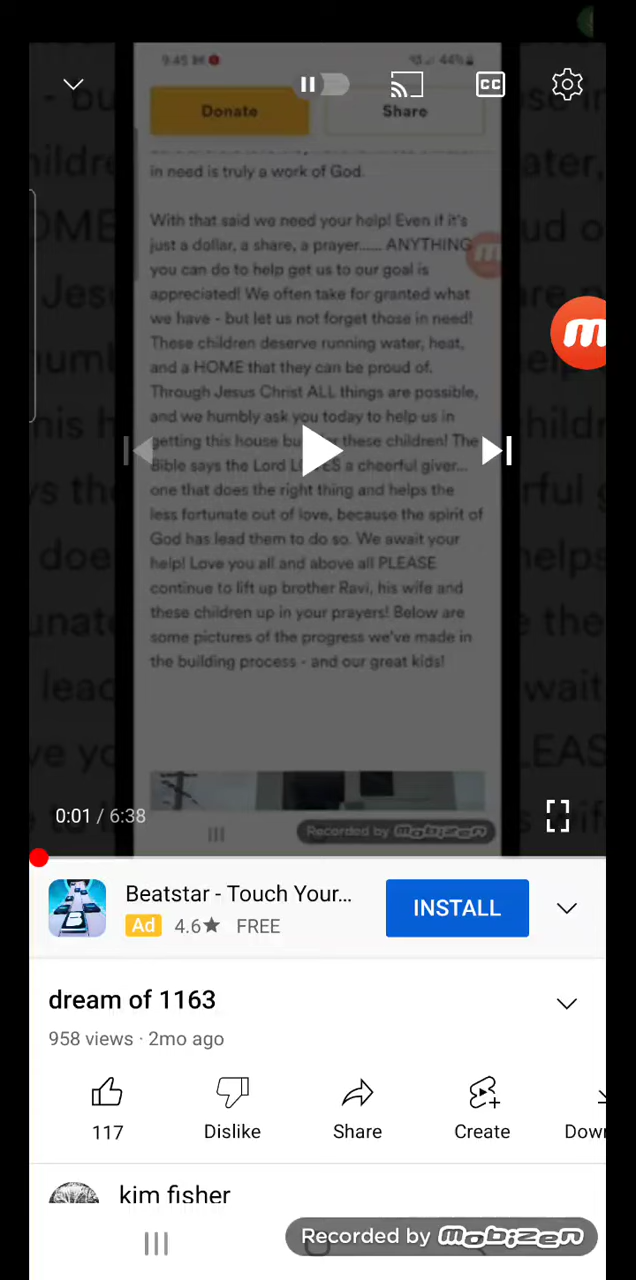 9:45
44%
Donate
Share
CC
in need is truly a work of God.
With that said we need your help! Even if it's
just a dollar, a share, a prayer...... ANYTHING
you can do to help get us to our goal is
appreciated! We often take for granted what
we have - but let us not forget those in need!
These children deserve running water, heat,
and a HOME that they can be proud of.
Through Jesus Christ ALL things are possible,
and we humbly ask you today to help us in
getting this house these children! The
Bible says the Lord a cheerful giver...
one that does the right thing and helps the
less fortunate out of love, because the spirit of
God has lead them to do so. We await your
help! Love you all and above all PLEASE
continue to lift up brother Ravi, his wife and
these children up in your prayers! Below are
some pictures of the progress we've made in
the building process - and our great kids!
Recorded by Mobizen
0:01 / 6:38
Beatstar - Touch Your...
Ad 4.6★ FREE
INSTALL
dream of 1163
958 views · 2mo ago
117
Dislike
Share
Create
kim fisher
Recorded by Mobizen